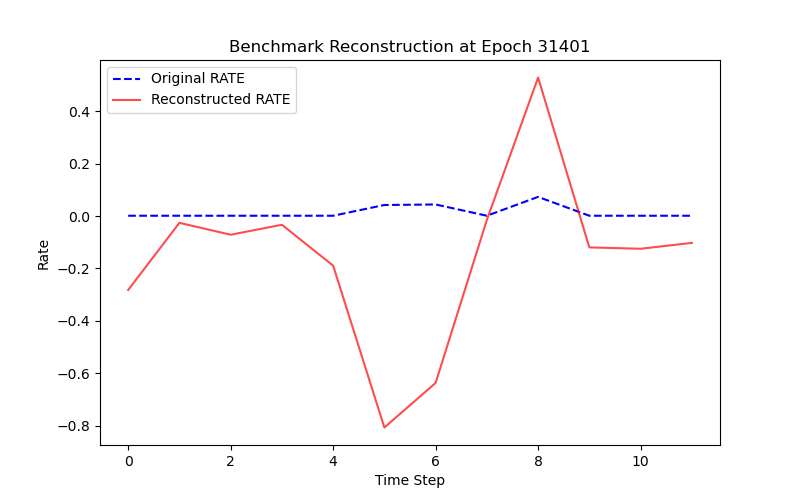 Benchmark Reconstruction at Epoch 31401
Original RATE
Reconstructed RATE
0.4
0.2
0.0
−0.2
−0.4
−0.6
−0.8
Rate
0 2 4 6 8 10
Time Step